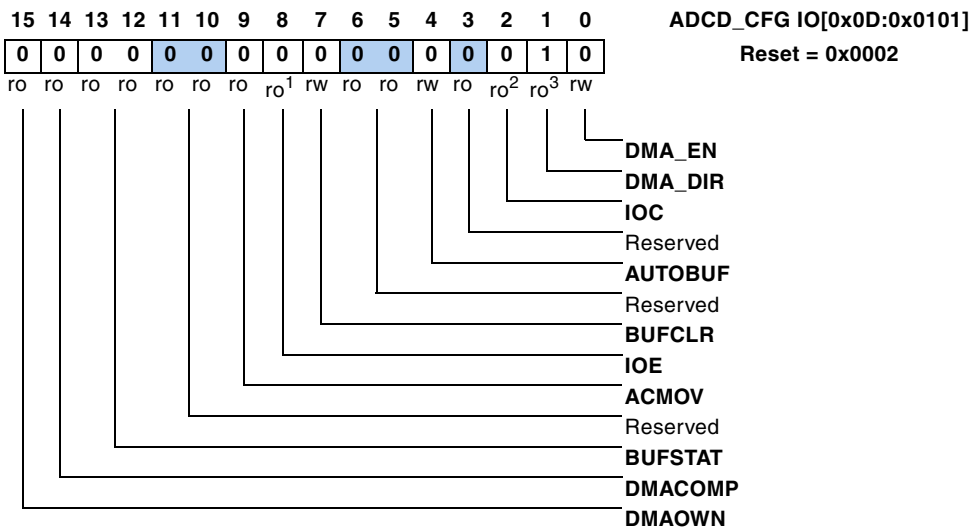 15 14 13 12 11 10 9 8 7 6 5 4 3 2 1 0 ADCD_CFG IO[0x0D:0x0101]
0 0 0 0 0 0 0 0 0 0 0 0 0 0 1 0 Reset = 0x0002
ro ro ro ro ro ro ro ro1 rw ro ro rw ro ro2 ro3 rw
DMA_EN
DMA_DIR
IOC
Reserved
AUTOBUF
Reserved
BUFCLR
IOE
ACMOV
Reserved
BUFSTAT
DMACOMP
DMAOWN